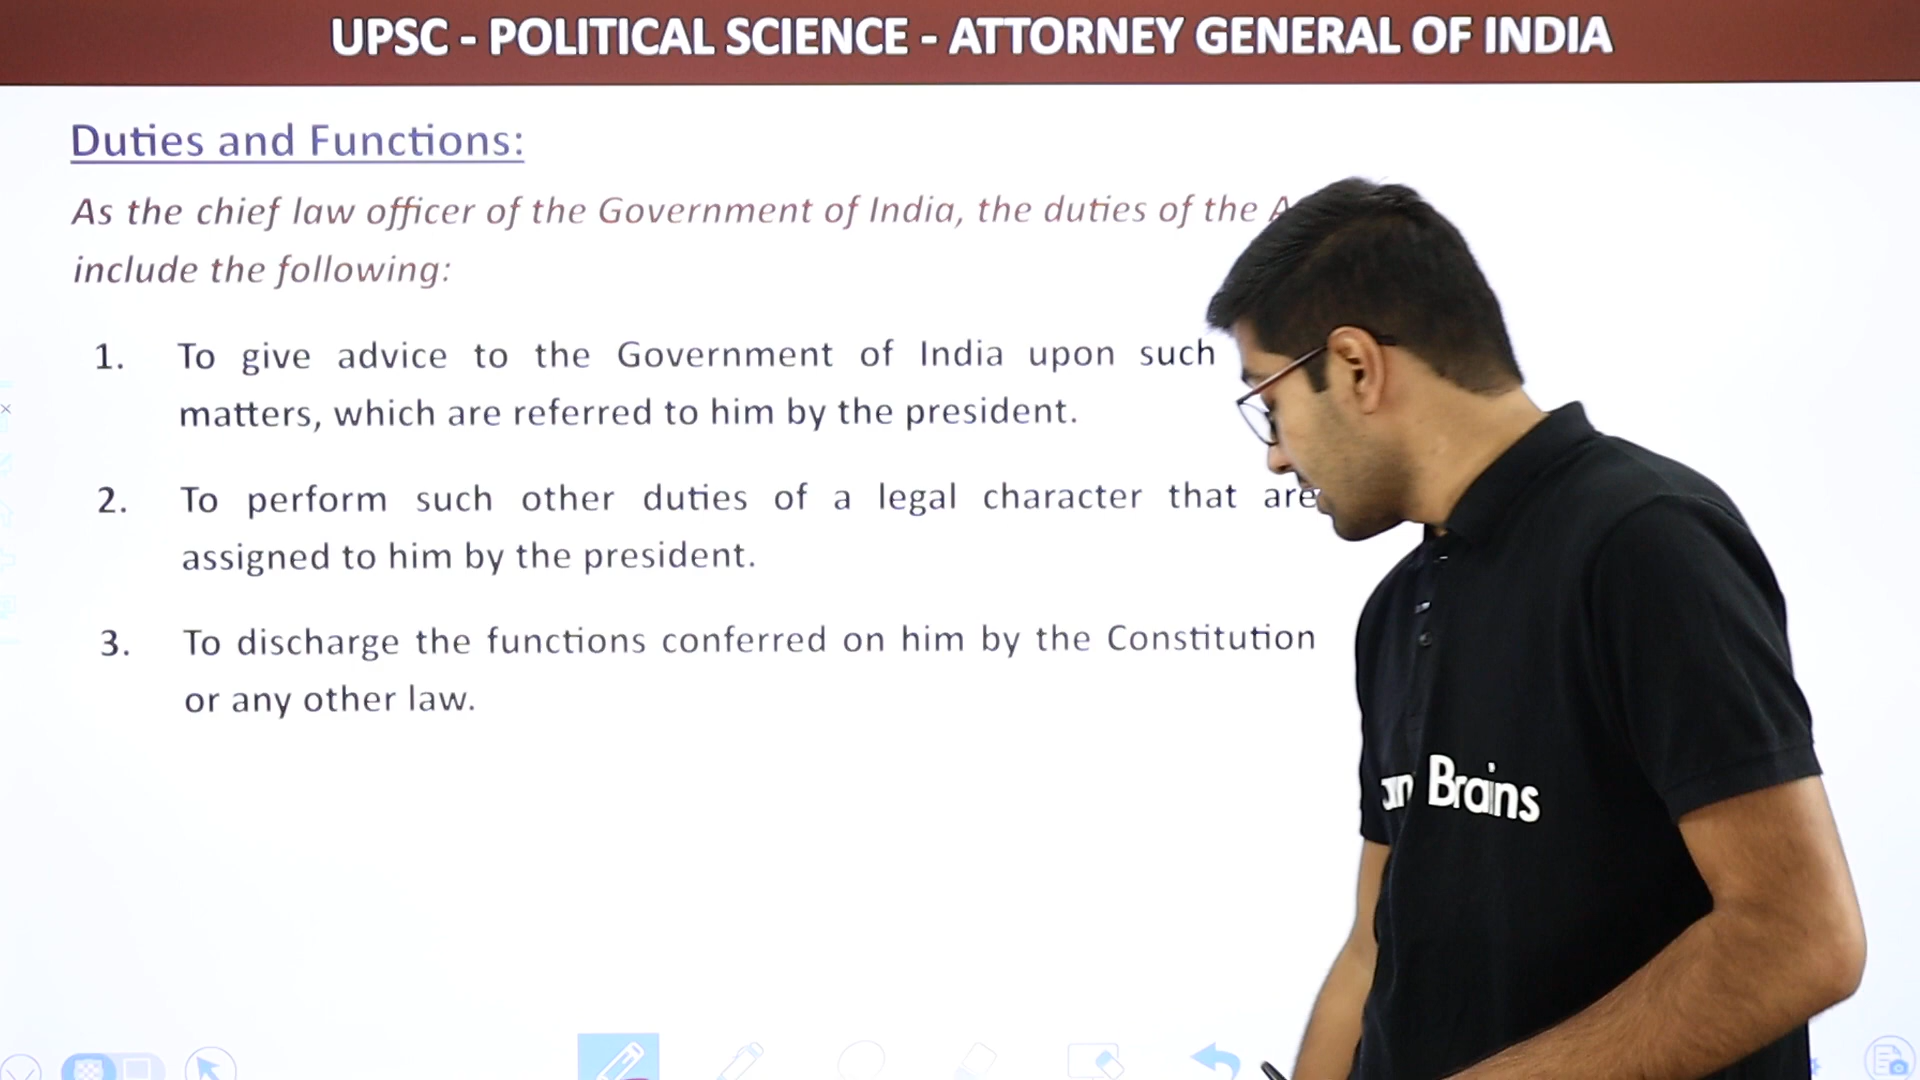 UPSC - POLITICAL SCIENCE - ATTORNEY GENERAL OF INDIA
Duties and Functions:
As the chief law officer of the Government of India, the duties of the
include the following:
1. To give advice to the Government of India upon such
matters, which are referred to him by the president.
2. To perform such other duties of a legal character that are
assigned to him by the president.
3. To discharge the functions conferred on him by the Constitution
or any other law.
Brains